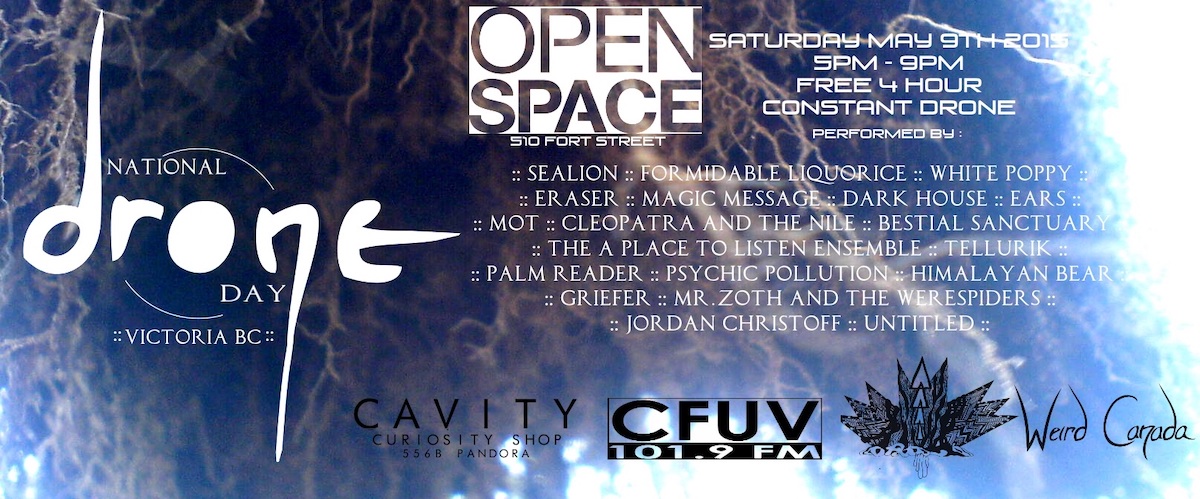 NATIONAL
drone
DAY
:: VICTORIA BC ::
OPEN
SPACE
510 FORT STREET
SATURDAY MAY 9TH 2015
5PM - 9PM
FREE 4 HOUR
CONSTANT DRONE
PERFORMED BY :
:: SEALION :: FORMIDABLE LIQUORICE :: WHITE POPPY ::
:: ERASER :: MAGIC MESSAGE :: DARK HOUSE :: EARS ::
:: MOT :: CLEOPATRA AND THE NILE :: BESTIAL SANCTUARY
:: THE A PLACE TO LISTEN ENSEMBLE :: TELLURIK ::
:: PALM READER :: PSYCHIC POLLUTION :: HIMALAYAN BEAR ::
:: GRIEFER :: MR.ZOTH AND THE WERESPIDERS ::
:: JORDAN CHRISTOFF :: UNTITLED ::
CAVITY
CURIOSITY SHOP
556B PANDORA
CFUV
101.9 FM
Weird Canada